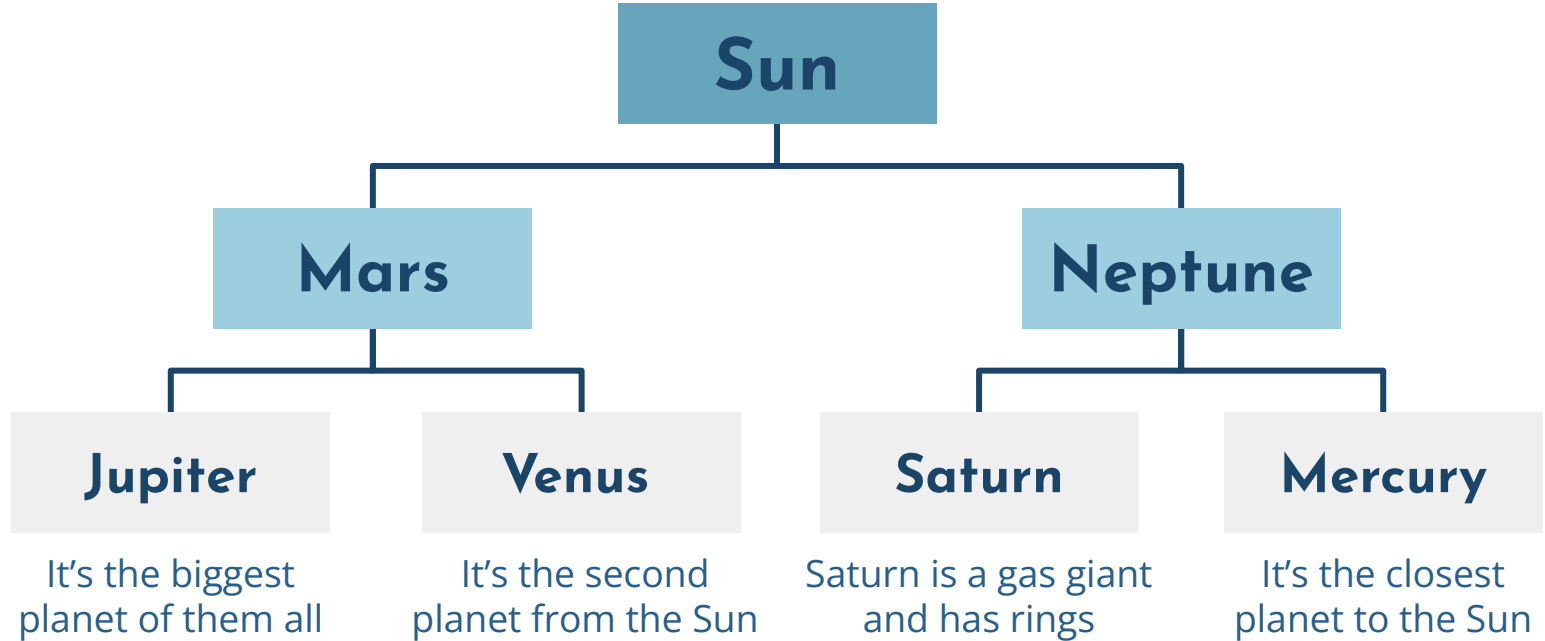 Sun
Mars
Neptune
Jupiter
Venus
Saturn
Mercury
It’s the biggest
planet of them all
It’s the second
planet from the Sun
Saturn is a gas giant
and has rings
It’s the closest
planet to the Sun